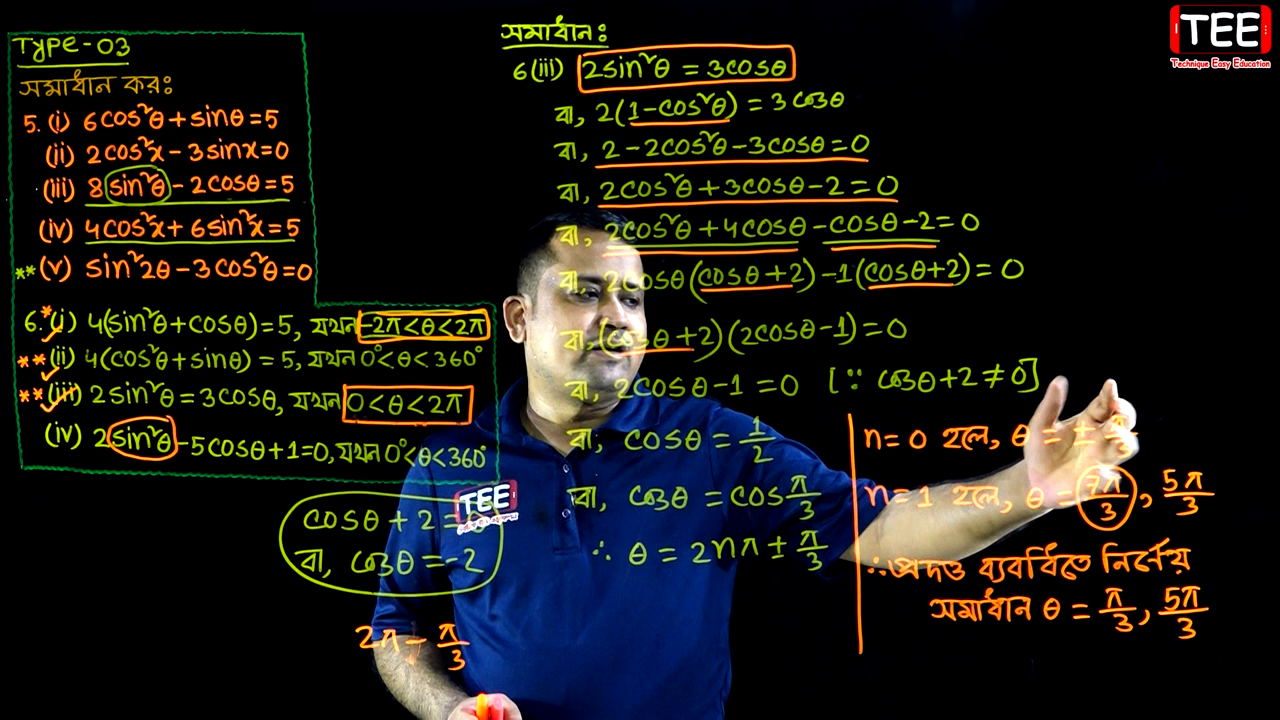 TYPE-03
সমাধান করঃ
5. (i) 6cos²θ+sinθ=5
(ii) 2cos²x-3sinx=0
(iii) 8sin²θ-2cosθ=5
(iv) 4cos²x+6sin²x=5
** (v) sin²2θ-3cos²θ=0
6.* (i) 4(sin²θ+cosθ)=5, যখন -2π<θ<2π
** (ii) 4(cos²θ+sinθ)=5, যখন 0°<θ<360°
** (iii) 2sin²θ=3cosθ, যখন 0<θ<2π
(iv) 2sin²θ-5cosθ+1=0, যখন 0°<θ<360°
cosθ+2=0
বা, cosθ=-2
2π-π/3
সমাধানঃ
6(iii) 2sin²θ=3cosθ
বা, 2(1-cos²θ)=3cosθ
বা, 2-2cos²θ-3cosθ=0
বা, 2cos²θ+3cosθ-2=0
বা, 2cos²θ+4cosθ-cosθ-2=0
বা, 2cosθ(cosθ+2)-1(cosθ+2)=0
বা, (cosθ+2)(2cosθ-1)=0
বা, 2cosθ-1=0 [∵ cosθ+2≠0]
বা, cosθ=1/2
বা, cosθ=cosπ/3
∴ θ=2nπ±π/3
n=0 হলে, θ=±
n=1 হলে, θ=7π/3, 5π/3
∴ প্রদত্ত ব্যবধিতে নির্ণেয়
সমাধান θ=π/3, 5π/3
TEE
Technique Easy Education
TEE